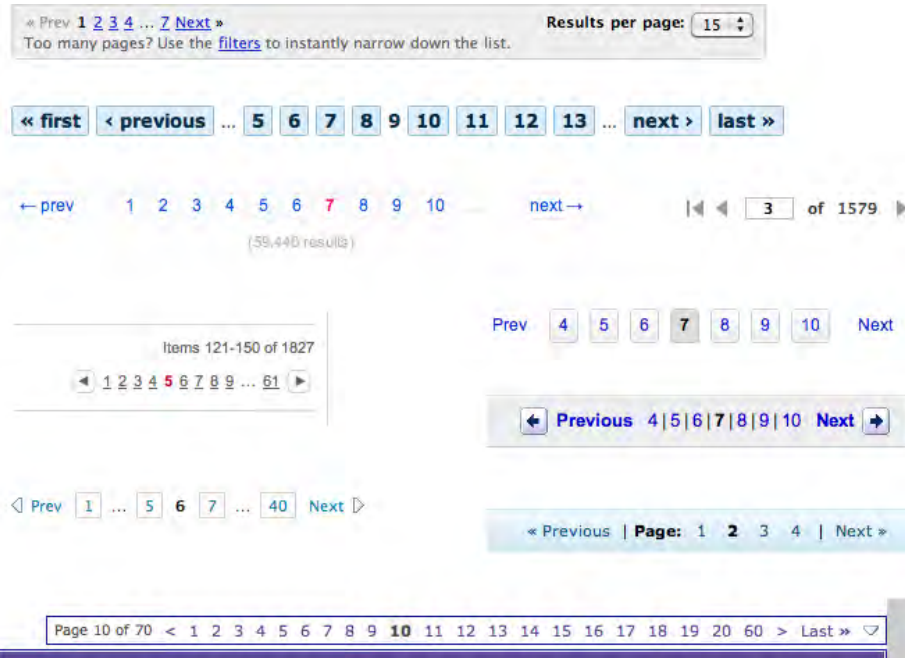 « Prev 1 2 3 4 ... 7 Next » Results per page: 15
Too many pages? Use the filters to instantly narrow down the list.
« first ‹ previous ... 5 6 7 8 9 10 11 12 13 ... next › last »
← prev 1 2 3 4 5 6 7 8 9 10 ... next →
(59,440 results)
3 of 1579
Prev 4 5 6 7 8 9 10 Next
Items 121-150 of 1827
1 2 3 4 5 6 7 8 9 ... 61
Previous 4|5|6|7|8|9|10 Next
Prev 1 ... 5 6 7 ... 40 Next
« Previous | Page: 1 2 3 4 | Next »
Page 10 of 70 < 1 2 3 4 5 6 7 8 9 10 11 12 13 14 15 16 17 18 19 20 60 > Last »